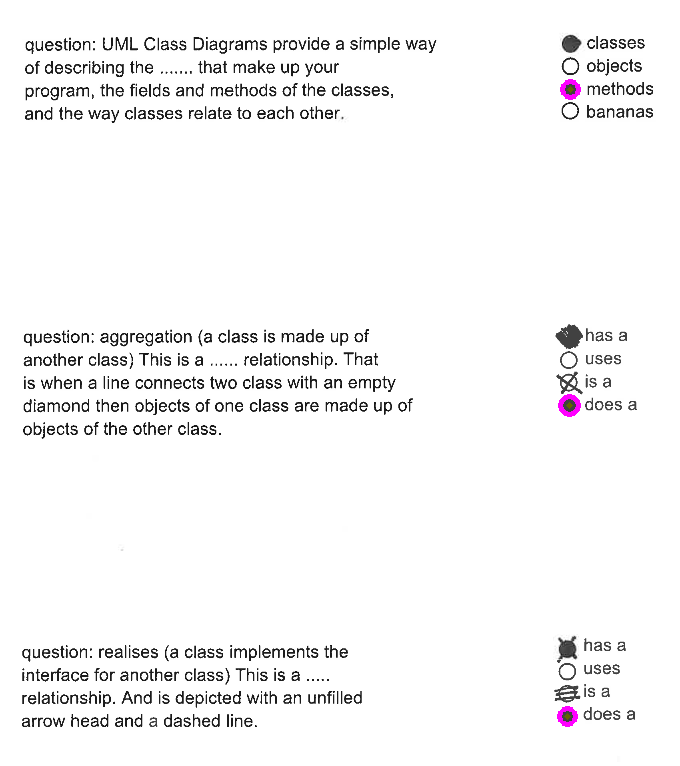 question: UML Class Diagrams provide a simple way
of describing the ....... that make up your
program, the fields and methods of the classes,
and the way classes relate to each other.
classes
objects
methods
bananas
question: aggregation (a class is made up of
another class) This is a ...... relationship. That
is when a line connects two class with an empty
diamond then objects of one class are made up of
objects of the other class.
has a
uses
is a
does a
question: realises (a class implements the
interface for another class) This is a .....
relationship. And is depicted with an unfilled
arrow head and a dashed line.
has a
uses
is a
does a